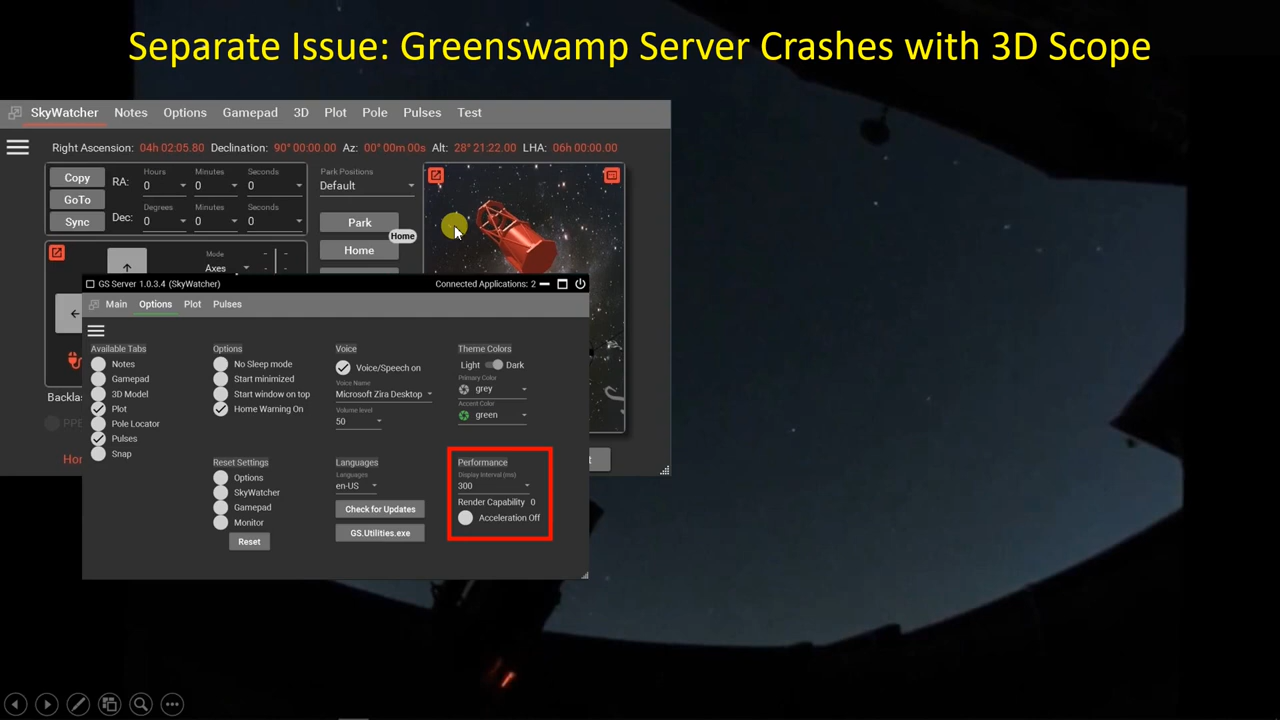 Separate Issue: Greenswamp Server Crashes with 3D Scope
SkyWatcher Notes Options Gamepad 3D Plot Pole Pulses Test
Right Ascension: 04h 02:05.80 Declination: 90° 00:00.00 Az: 00° 00m 00s Alt: 28° 21:22.00 LHA: 06h 00:00.00
Copy
GoTo
Sync
RA:
Hours
0
Minutes
0
Seconds
0
Dec:
Degrees
0
Minutes
0
Seconds
0
Park Positions
Default
Park
Home
Home
Mode
Axes
Backlas
PPE
Hor
t
GS Server 1.0.3.4 (SkyWatcher) Connected Applications: 2
Main Options Plot Pulses
Available Tabs
Notes
Gamepad
3D Model
Plot
Pole Locator
Pulses
Snap
Options
No Sleep mode
Start minimized
Start window on top
Home Warning On
Reset Settings
Options
SkyWatcher
Gamepad
Monitor
Reset
Voice
Voice/Speech on
Voice Name
Microsoft Zira Desktop
Volume level
50
Languages
Languages
en-US
Check for Updates
GS.Utilities.exe
Theme Colors
Light Dark
Primary Color
grey
Accent Color
green
Performance
Display Interval (ms)
300
Render Capability 0
Acceleration Off